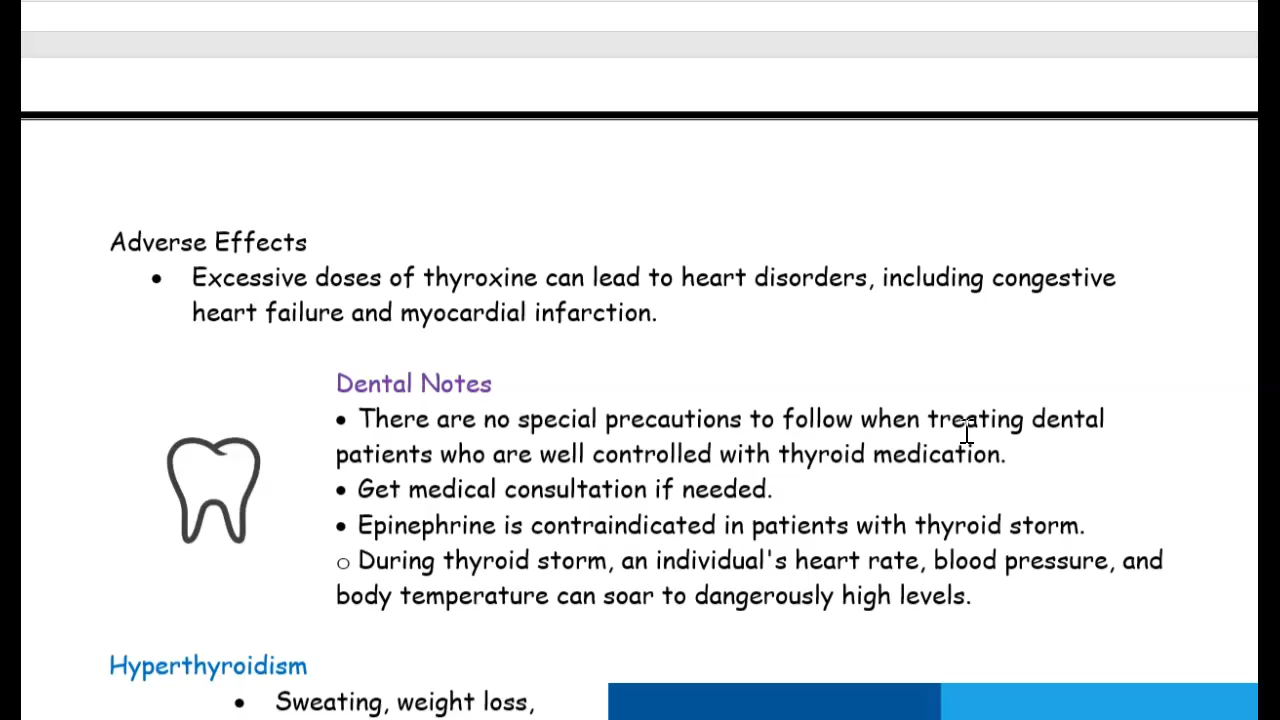 Adverse Effects
• Excessive doses of thyroxine can lead to heart disorders, including congestive
heart failure and myocardial infarction.
Dental Notes
• There are no special precautions to follow when treating dental
patients who are well controlled with thyroid medication.
• Get medical consultation if needed.
• Epinephrine is contraindicated in patients with thyroid storm.
o During thyroid storm, an individual's heart rate, blood pressure, and
body temperature can soar to dangerously high levels.
Hyperthyroidism
• Sweating, weight loss,